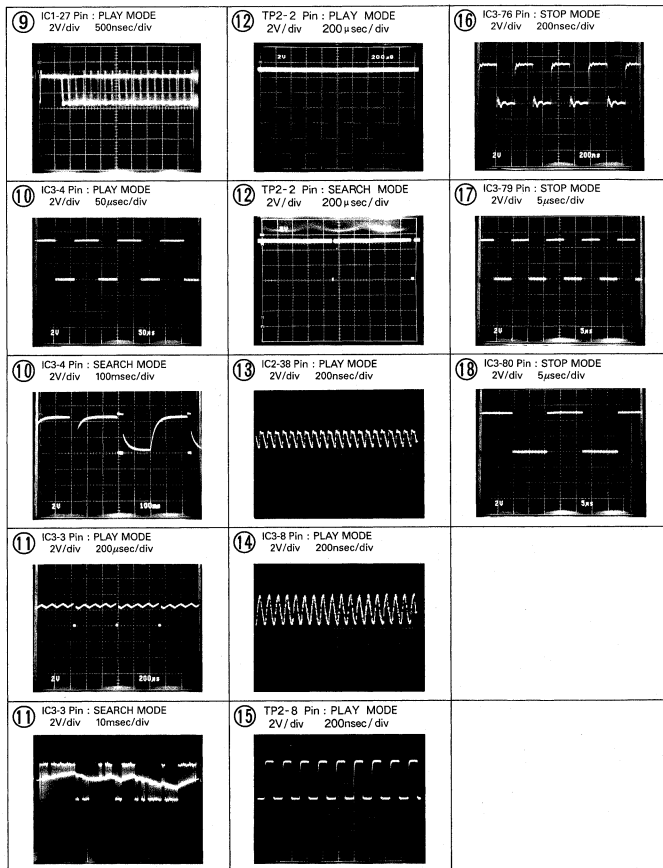 ⑨ IC1-27 Pin : PLAY MODE
2V/div 500nsec/div
⑩ IC3-4 Pin : PLAY MODE
2V/div 50μsec/div
2V 50μs
⑩ IC3-4 Pin : SEARCH MODE
2V/div 100msec/div
2V 100ms
⑪ IC3-3 Pin : PLAY MODE
2V/div 200μsec/div
2V 200μs
⑪ IC3-3 Pin : SEARCH MODE
2V/div 10msec/div
⑫ TP2-2 Pin : PLAY MODE
2V/div 200μsec/div
2V 200μs
⑫ TP2-2 Pin : SEARCH MODE
2V/div 200μsec/div
⑬ IC2-38 Pin : PLAY MODE
2V/div 200nsec/div
⑭ IC3-8 Pin : PLAY MODE
2V/div 200nsec/div
⑮ TP2-8 Pin : PLAY MODE
2V/div 200nsec/div
⑯ IC3-76 Pin : STOP MODE
2V/div 200nsec/div
2V 200ns
⑰ IC3-79 Pin : STOP MODE
2V/div 5μsec/div
2V 5μs
⑱ IC3-80 Pin : STOP MODE
2V/div 5μsec/div
2V 5μs